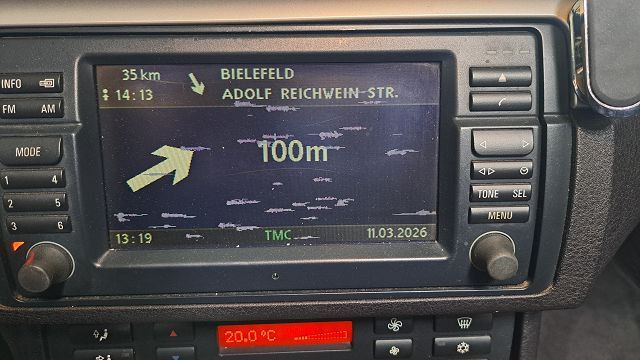 35 km BIELEFELD
14:13 ADOLF REICHWEIN-STR.
100m
13:19 TMC 11.03.2026
INFO
FM AM
MODE
1 4
2 5
3 6
TONE SEL
MENU
20.0 °C